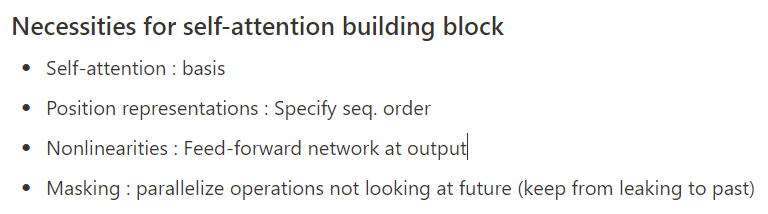 Necessities for self-attention building block
• Self-attention : basis
• Position representations : Specify seq. order
• Nonlinearities : Feed-forward network at output
• Masking : parallelize operations not looking at future (keep from leaking to past)